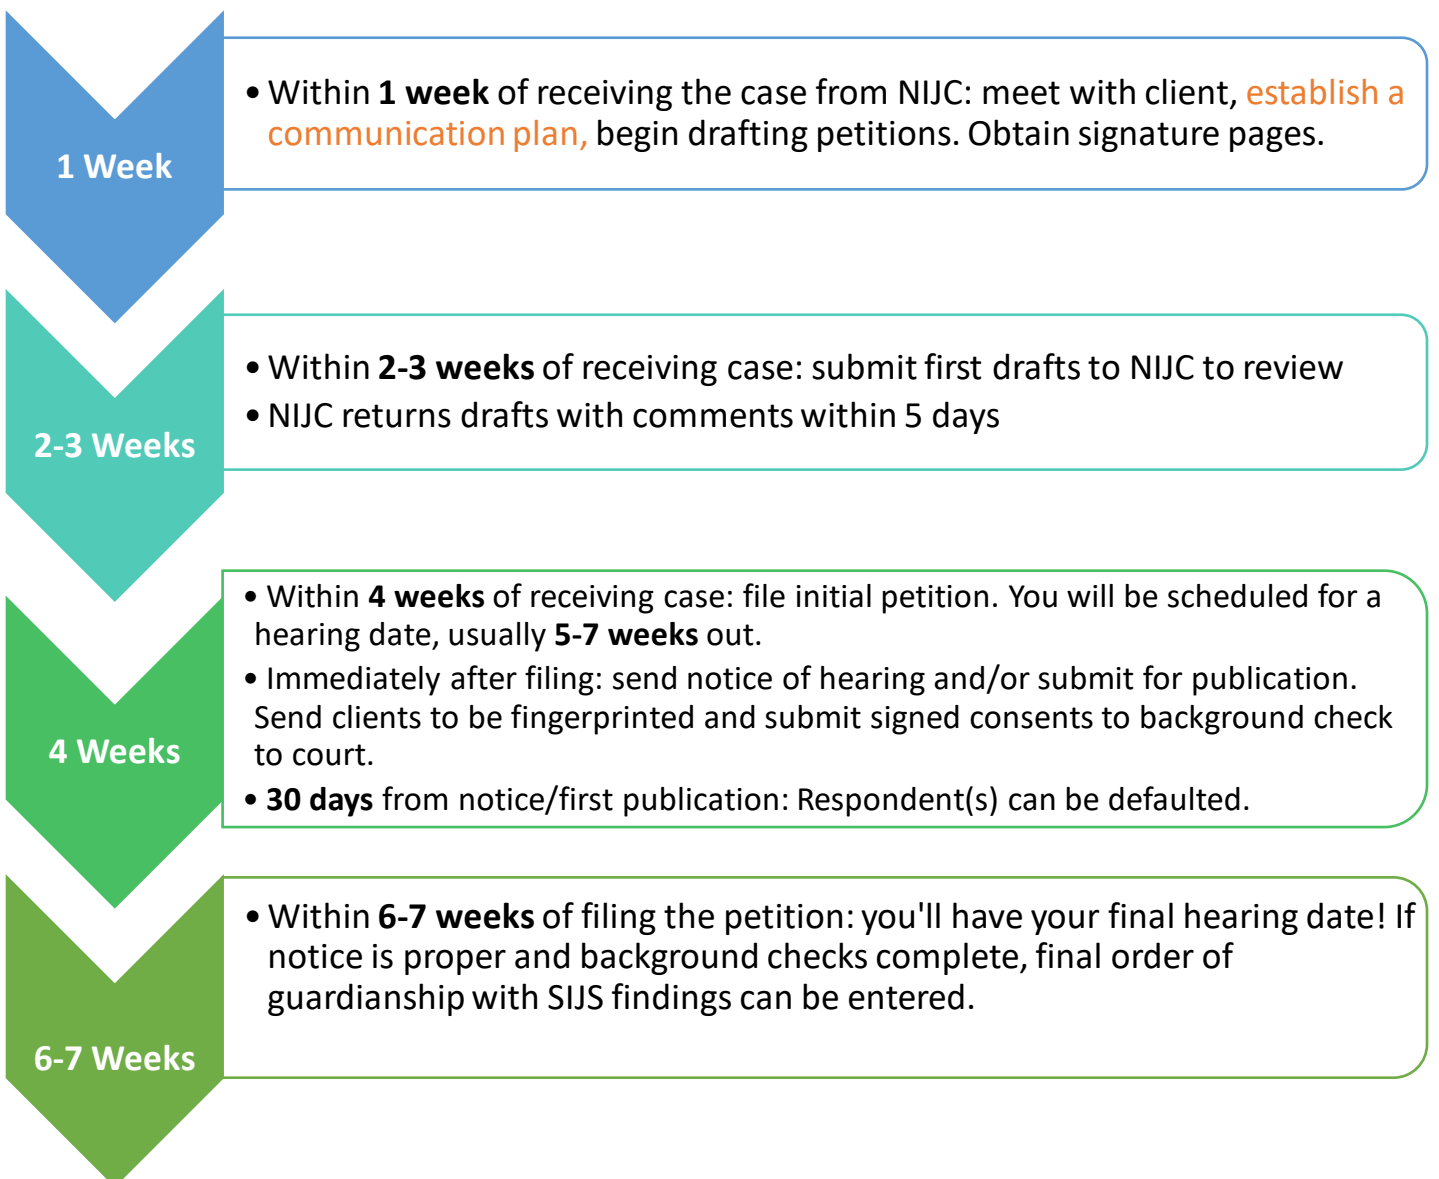 1 Week
• Within 1 week of receiving the case from NIJC: meet with client, establish a
communication plan, begin drafting petitions. Obtain signature pages.
2-3 Weeks
• Within 2-3 weeks of receiving case: submit first drafts to NIJC to review
• NIJC returns drafts with comments within 5 days
4 Weeks
• Within 4 weeks of receiving case: file initial petition. You will be scheduled for a
hearing date, usually 5-7 weeks out.
• Immediately after filing: send notice of hearing and/or submit for publication.
Send clients to be fingerprinted and submit signed consents to background check
to court.
• 30 days from notice/first publication: Respondent(s) can be defaulted.
6-7 Weeks
• Within 6-7 weeks of filing the petition: you'll have your final hearing date! If
notice is proper and background checks complete, final order of
guardianship with SIJS findings can be entered.